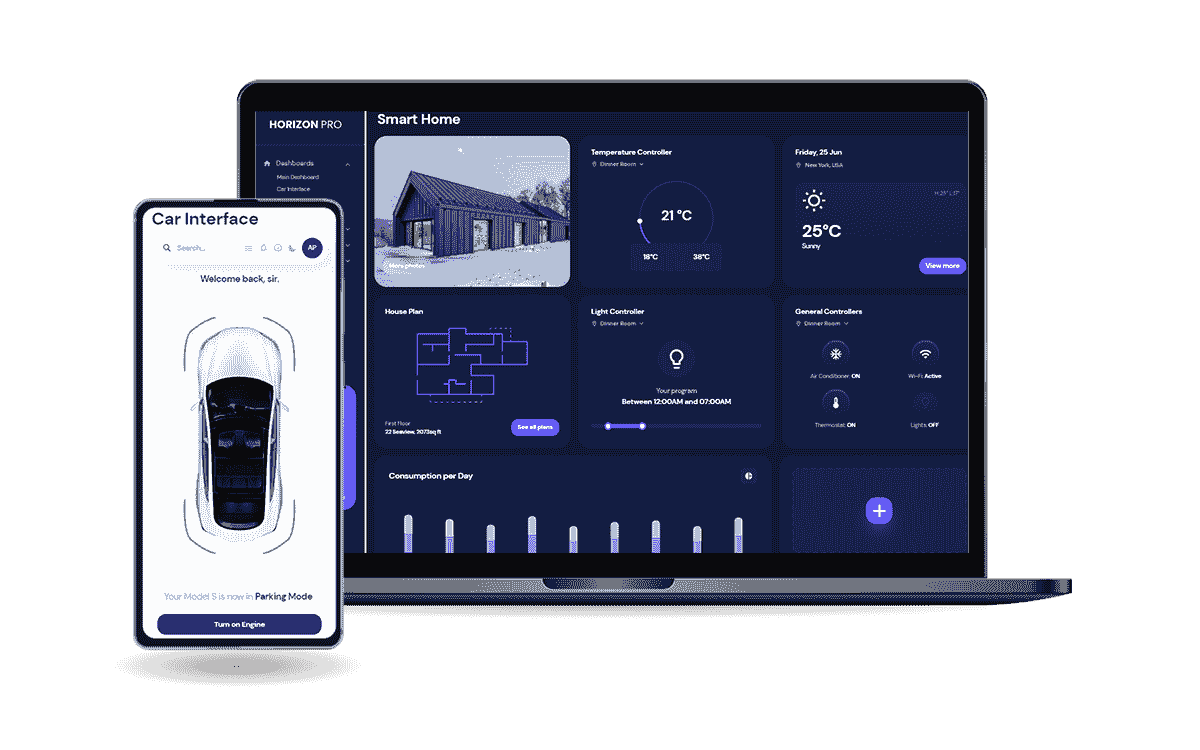 HORIZON PRO
Dashboards
Main Dashboard
Car Interface
Smart Home
More photos
Temperature Controller
Dinner Room
21 °C
18°C
38°C
Friday, 25 Jun
New York, USA
25°C
Sunny
View more
House Plan
First floor
22 Seaview, 2073sq ft
See all plans
Light Controller
Dinner Room
Your program
Between 12:00AM and 07:00AM
General Controllers
Dinner Room
Air Conditioner: ON
Wi-Fi: Active
Thermostat: ON
Lights: OFF
Consumption per Day
+
Car Interface
Search...
AP
Welcome back, sir.
Your Model S is now in Parking Mode
Turn on Engine